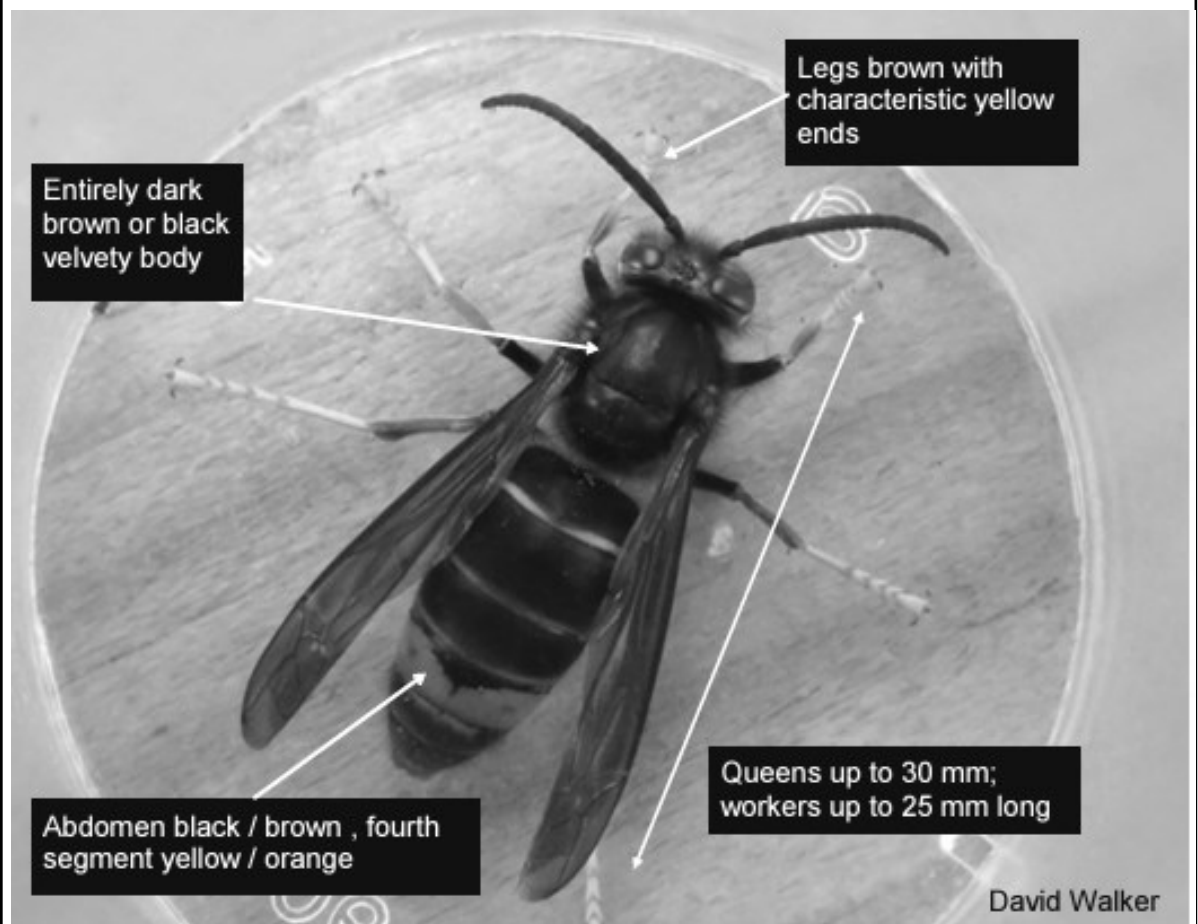 Legs brown with
characteristic yellow
ends
Entirely dark
brown or black
velvety body
Queens up to 30 mm;
workers up to 25 mm long
Abdomen black / brown , fourth
segment yellow / orange
David Walker